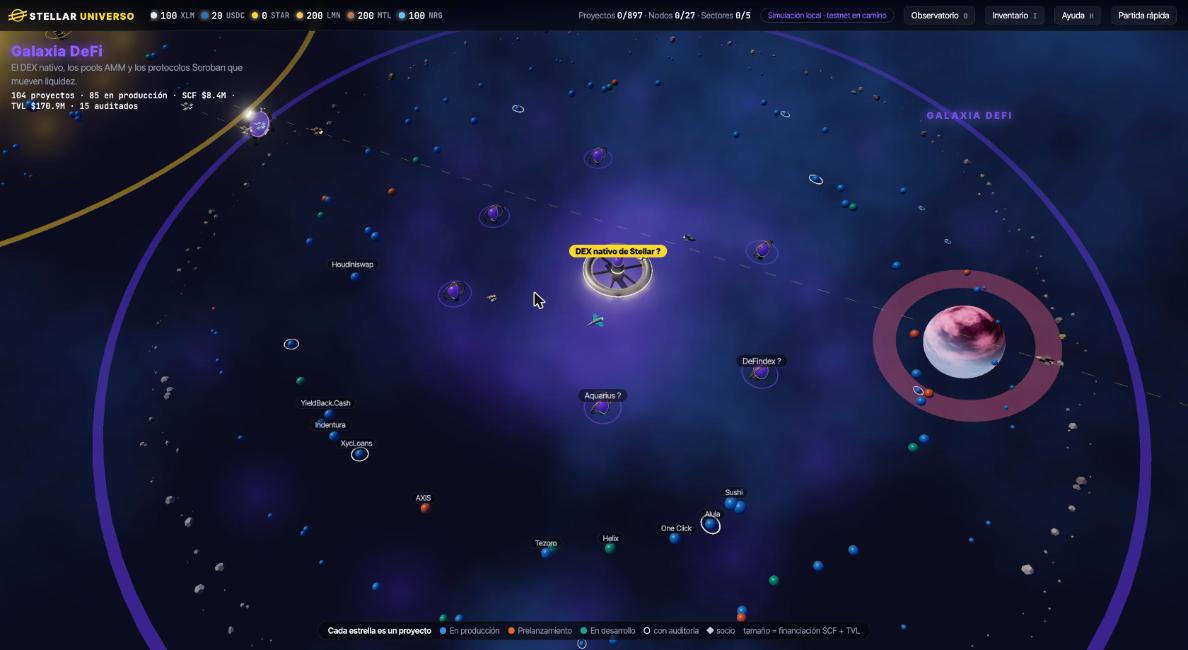 STELLAR UNIVERSO
100 XLM 20 USDC 0 STAR 200 LMN 200 MTL 100 NRG
Proyectos 0/897 · Nodos 0/27 · Sectores 0/5
Simulación local · testnet en camino
Observatorio O
Inventario I
Ayuda H
Partida rápida
Galaxia DeFi
El DEX nativo, los pools AMM y los protocolos Soroban que
mueven liquidez.
104 proyectos · 85 en producción · SCF $8.4M ·
TVL $170.9M · 15 auditados
GALAXIA DEFI
DEX nativo de Stellar ?
Houdiniswap
DeFindex ?
Aquarius ?
YieldBack.Cash
Indentura
XycLoans
AXIS
Sushi
Alula
One Click
Helix
Tezoro
Cada estrella es un proyecto En producción Prelanzamiento En desarrollo con auditoría socio tamaño = financiación SCF + TVL